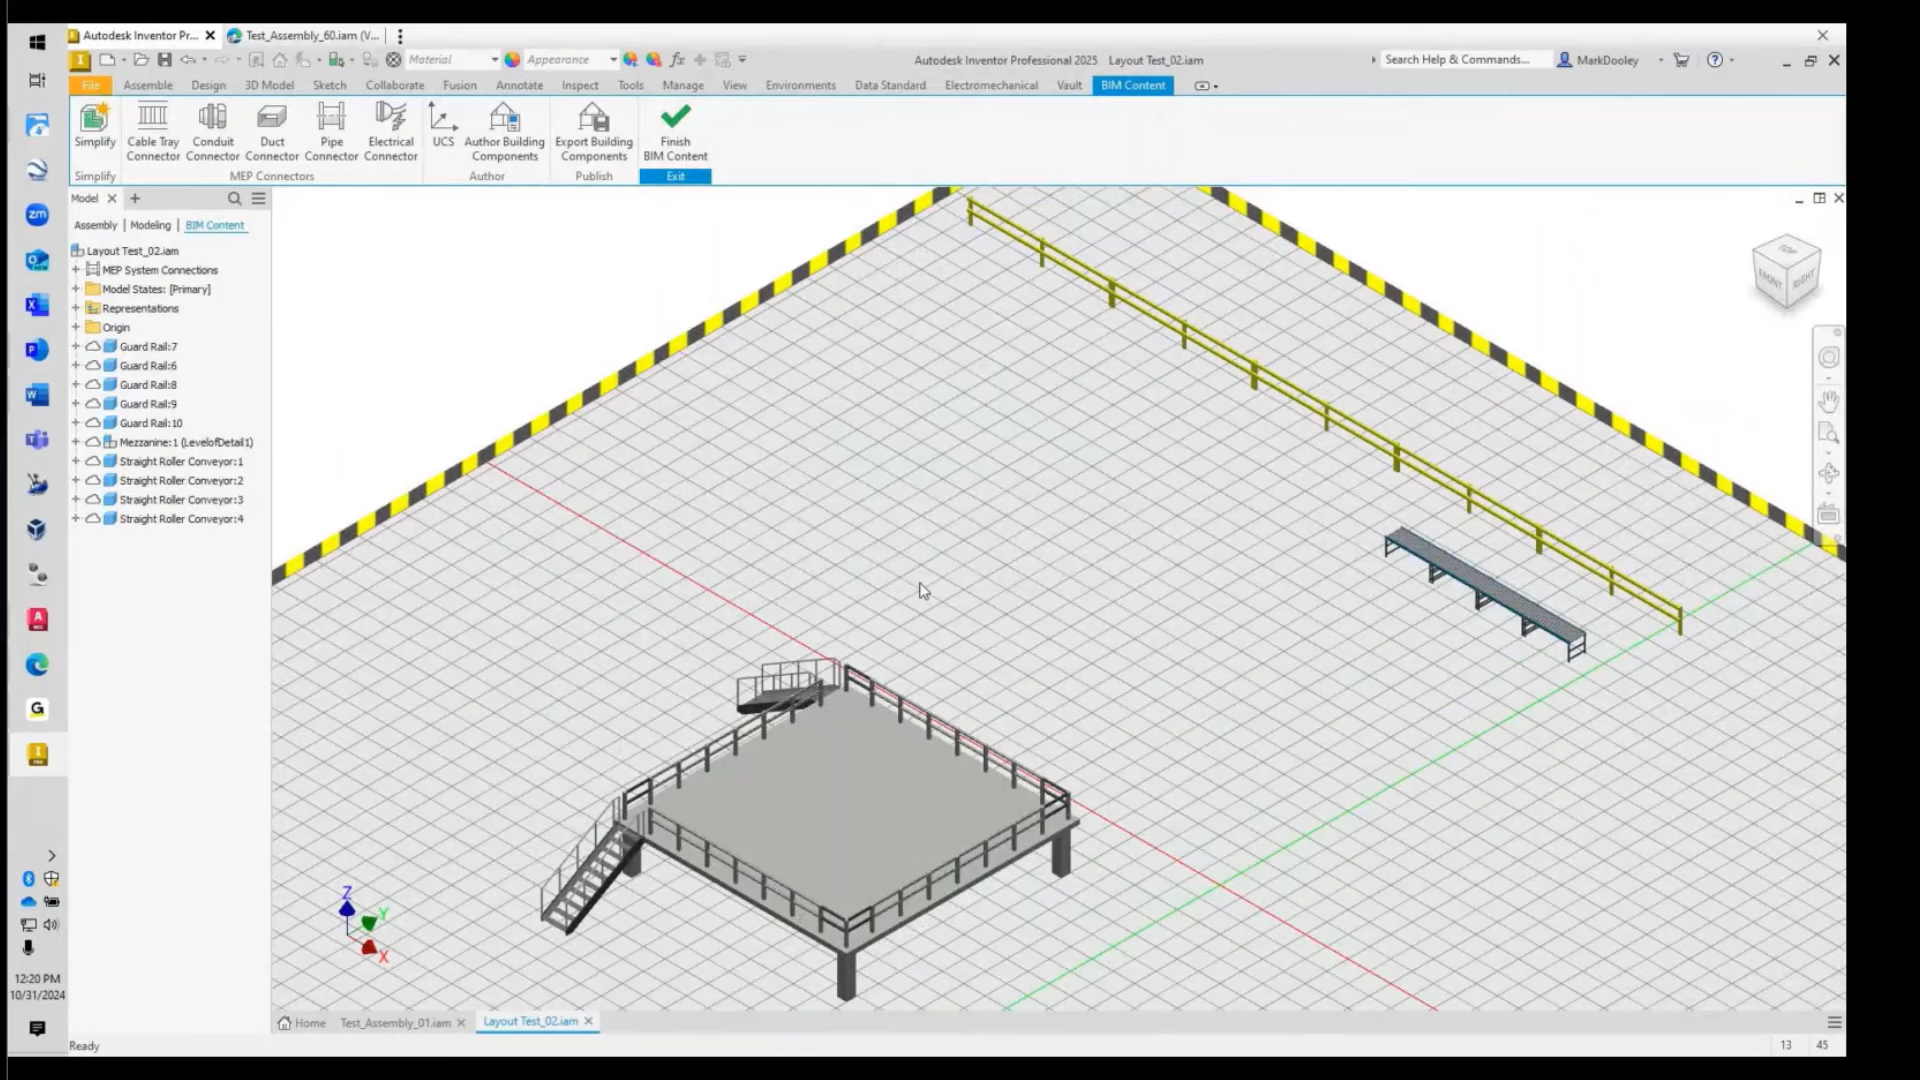 Autodesk Inventor Pr...
Test_Assembly_60.iam (V...
Material
Appearance
Autodesk Inventor Professional 2025 Layout Test_02.iam
Search Help & Commands...
MarkDooley
File Assemble Design 3D Model Sketch Collaborate Fusion Annotate Inspect Tools Manage View Environments Data Standard Electromechanical Vault BIM Content
Simplify
Cable Tray
Connector
Conduit
Connector
Duct
Connector
Pipe
Connector
Electrical
Connector
UCS
Author Building
Components
Export Building
Components
Finish
BIM Content
Simplify
MEP Connectors
Author
Publish
Exit
Model
Assembly | Modeling | BIM Content
Layout Test_02.iam
MEP System Connections
Model States: [Primary]
Representations
Origin
Guard Rail:7
Guard Rail:6
Guard Rail:8
Guard Rail:9
Guard Rail:10
Mezzanine:1 (LevelofDetail1)
Straight Roller Conveyor:1
Straight Roller Conveyor:2
Straight Roller Conveyor:3
Straight Roller Conveyor:4
TOP
FRONT
RIGHT
zm
Z
Y
X
12:20 PM
10/31/2024
Home
Test_Assembly_01.iam
Layout Test_02.iam
Ready
13
45